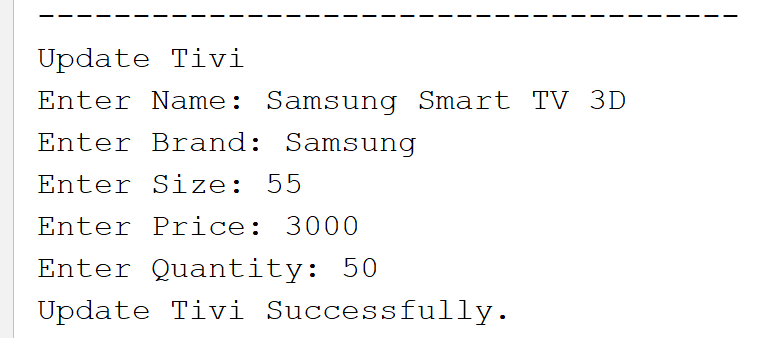 ---------------------------------------
Update Tivi
Enter Name: Samsung Smart TV 3D
Enter Brand: Samsung
Enter Size: 55
Enter Price: 3000
Enter Quantity: 50
Update Tivi Successfully.